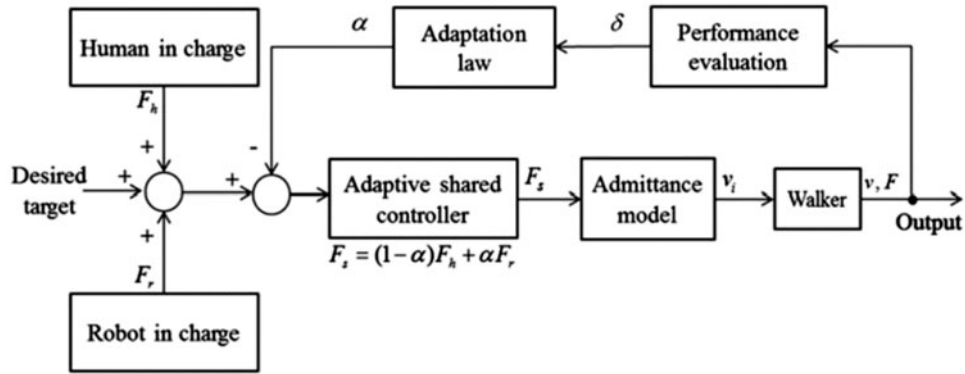 Human in charge
α
Adaptation
law
δ
Performance
evaluation
F_h
+
-
Desired
target
+
+
Adaptive shared
controller
F_s
Admittance
model
v_i
Walker
v, F
Output
+
F_s = (1−α)F_h + αF_r
F_r
Robot in charge